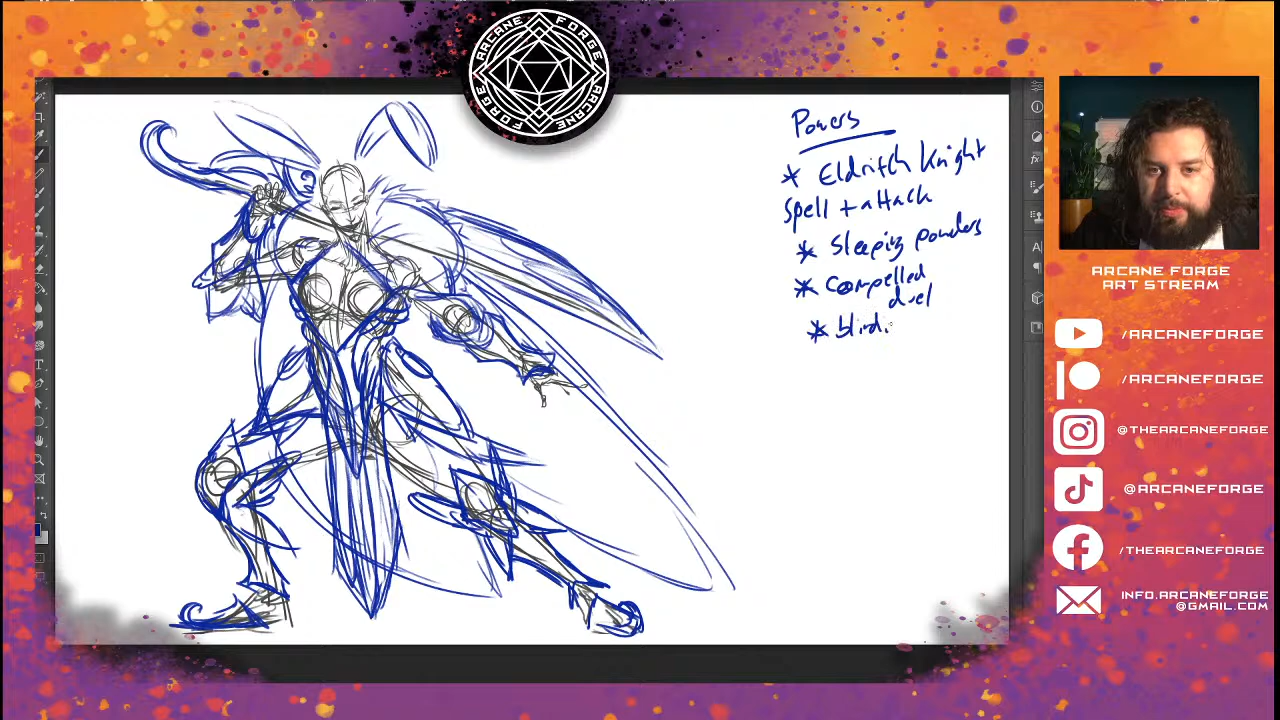 ARCANE FORGE
ARCANE FORGE
Powers
* Eldritch Knight
Spell + attack
* Sleeping powders
* Compelled
duel
* blindi
ARCANE FORGE
ART STREAM
/ARCANEFORGE
/ARCANEFORGE
@THEARCANEFORGE
@ARCANEFORGE
/THEARCANEFORGE
INFO.ARCANEFORGE
@GMAIL.COM